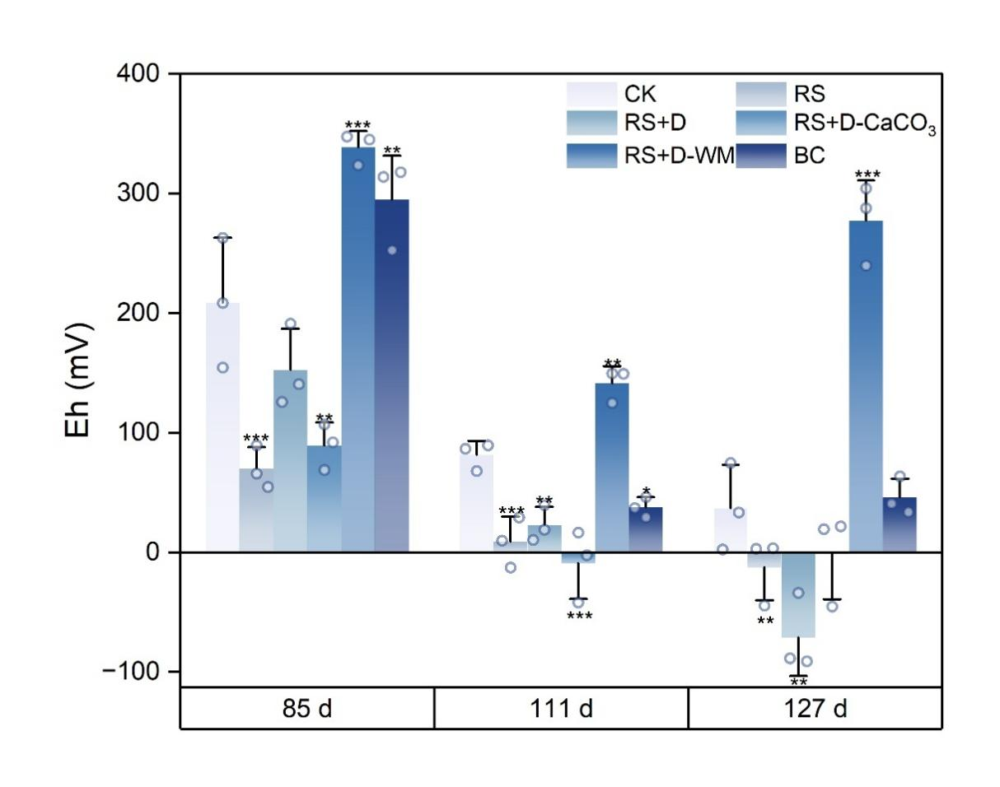 400
CK
RS
RS+D
RS+D-CaCO3
RS+D-WM
BC
***
**
***
300
200
***
**
Eh (mV)
100
**
***
**
*
0
***
**
−100
**
85 d
111 d
127 d